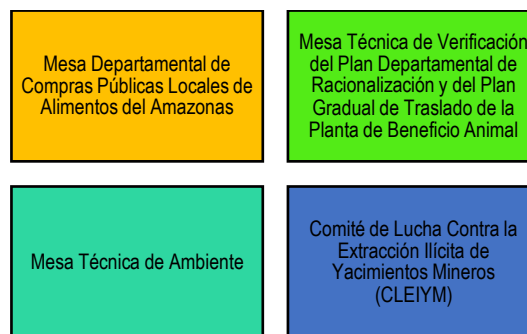 Mesa Departamental de
Compras Públicas Locales de
Alimentos del Amazonas
Mesa Técnica de Verificación
del Plan Departamental de
Racionalización y del Plan
Gradual de Traslado de la
Planta de Beneficio Animal
Mesa Técnica de Ambiente
Comité de Lucha Contra la
Extracción Ilícita de
Yacimientos Mineros
(CLEIYM)